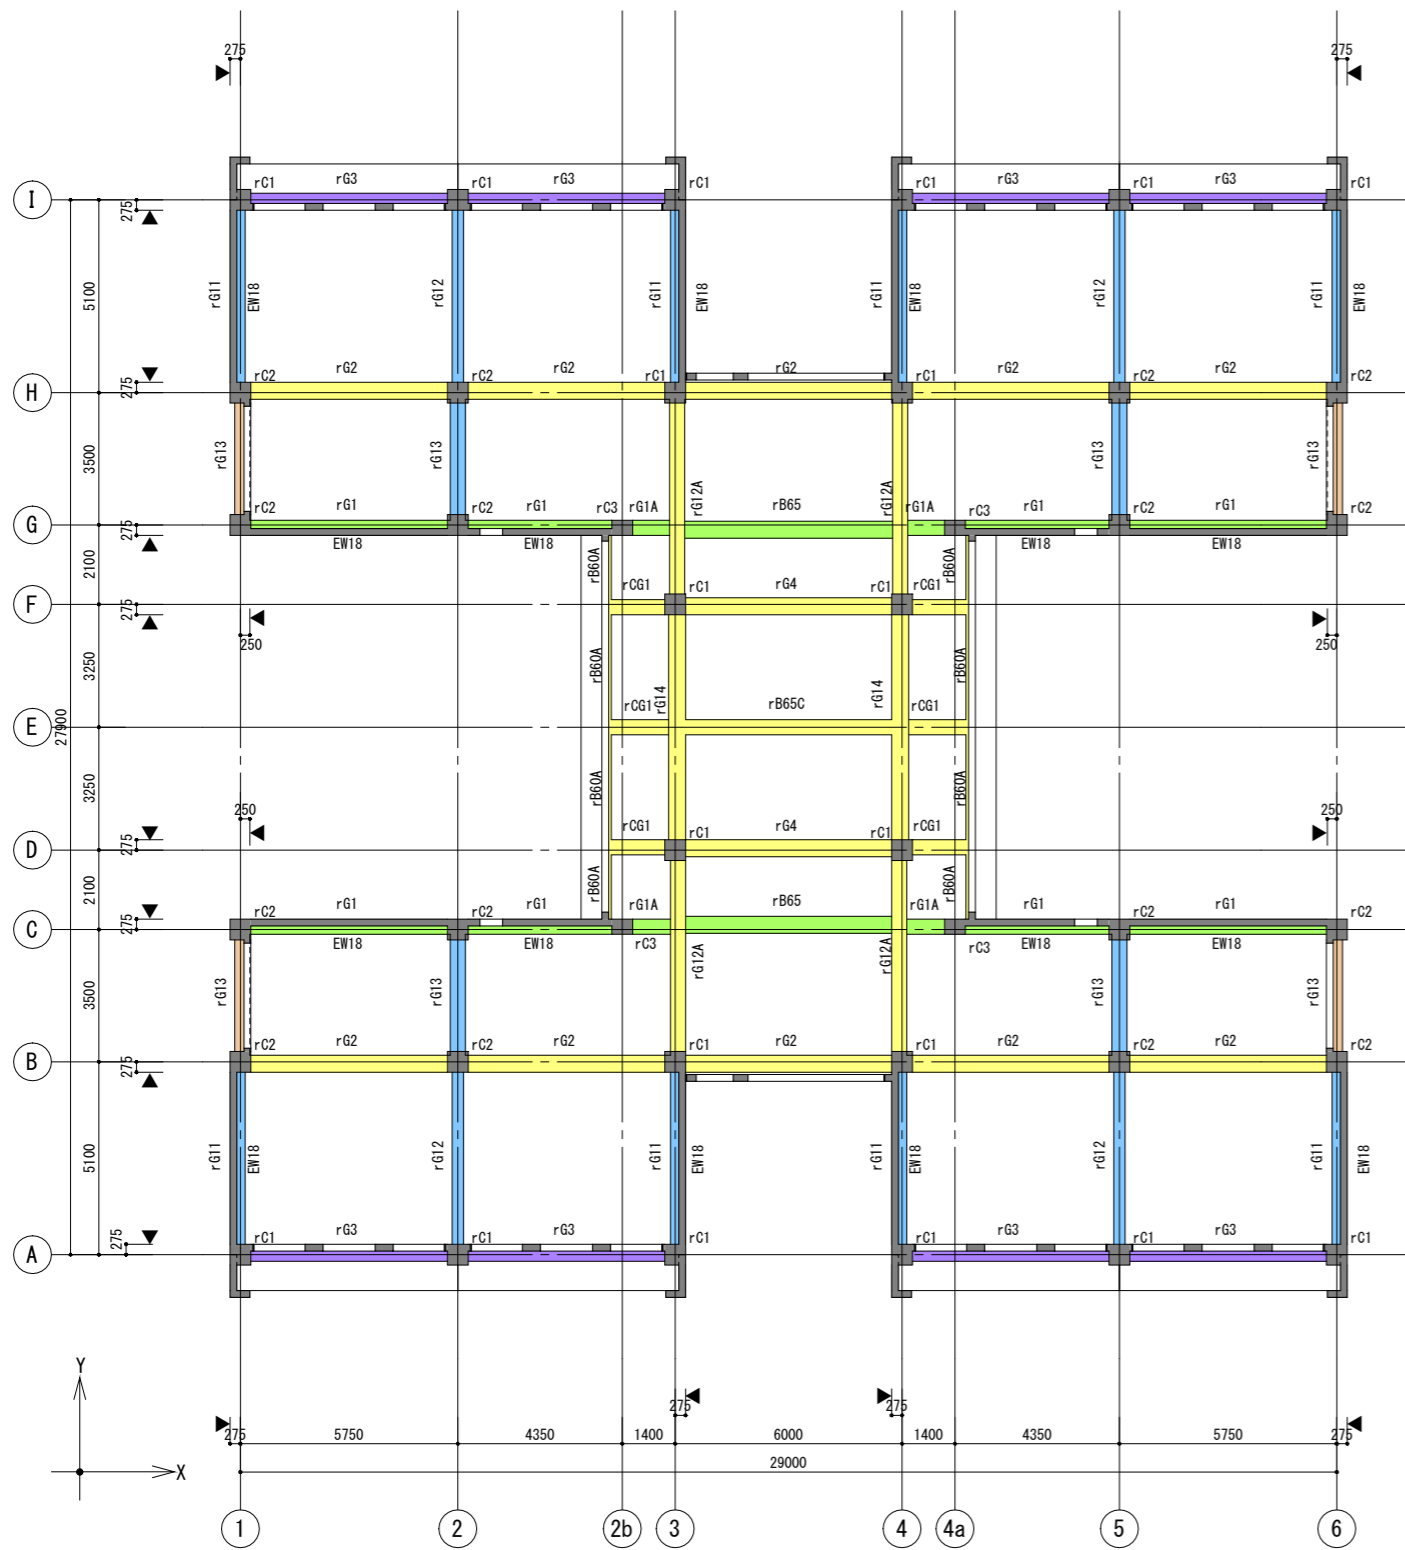 275 275
rC1 rG3 rC1 rG3 rC1 rC1 rG3 rC1 rG3 rC1
I
275
rG11 EW18 rG12 rG11 EW18 rG11 EW18 rG12 rG11 EW18
5100
rC2 rG2 rC2 rG2 rC1 rG2 rC1 rG2 rC2 rG2 rC2
H
275
rG13 rG13 rG12A rG12A rG13 rG13
3500
rC2 rG1 rC2 rG1 rC3 rG1A rB65 rG1A rC3 rG1 rC2 rG1 rC2
G
275
EW18 EW18 EW18 EW18
2100
rB60A rB60A
rCG1 rC1 rG4 rC1 rCG1
F
275
250 250
3250
rB60A rB60A
rCG1 rG14 rB65C rG14 rCG1
E
27900
3250
rB60A rB60A
250 250
rCG1 rC1 rG4 rC1 rCG1
D
275
2100
rB60A rB60A
rC2 rG1 rC2 rG1 rG1A rB65 rG1A rG1 rC2 rG1 rC2
C
275
EW18 EW18 rC3 rC3 EW18 EW18
rG13 rG13 rG12A rG12A rG13 rG13
3500
rC2 rG2 rC2 rG2 rC1 rG2 rC1 rG2 rC2 rG2 rC2
B
275
rG11 EW18 rG12 rG11 EW18 rG11 EW18 rG12 rG11 EW18
5100
275
rC1 rG3 rC1 rG3 rC1 rC1 rG3 rC1 rG3 rC1
A
Y
X
275 275
275 5750 4350 1400 6000 1400 4350 5750 275
29000
1 2 2b 3 4 4a 5 6